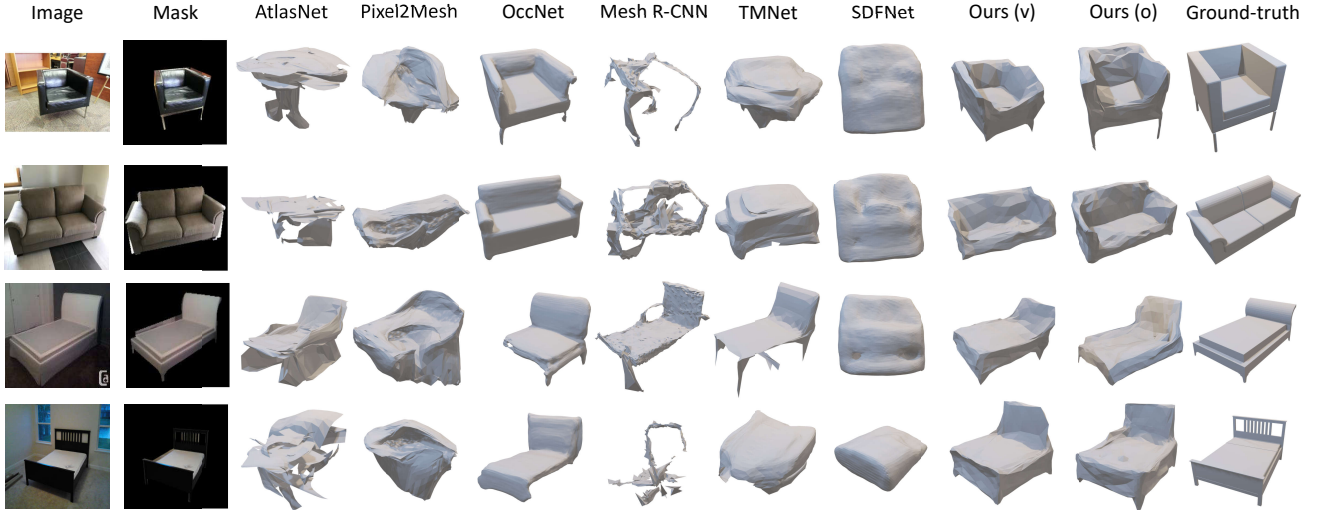 Image Mask AtlasNet Pixel2Mesh OccNet Mesh R-CNN TMNet SDFNet Ours (v) Ours (o) Ground-truth